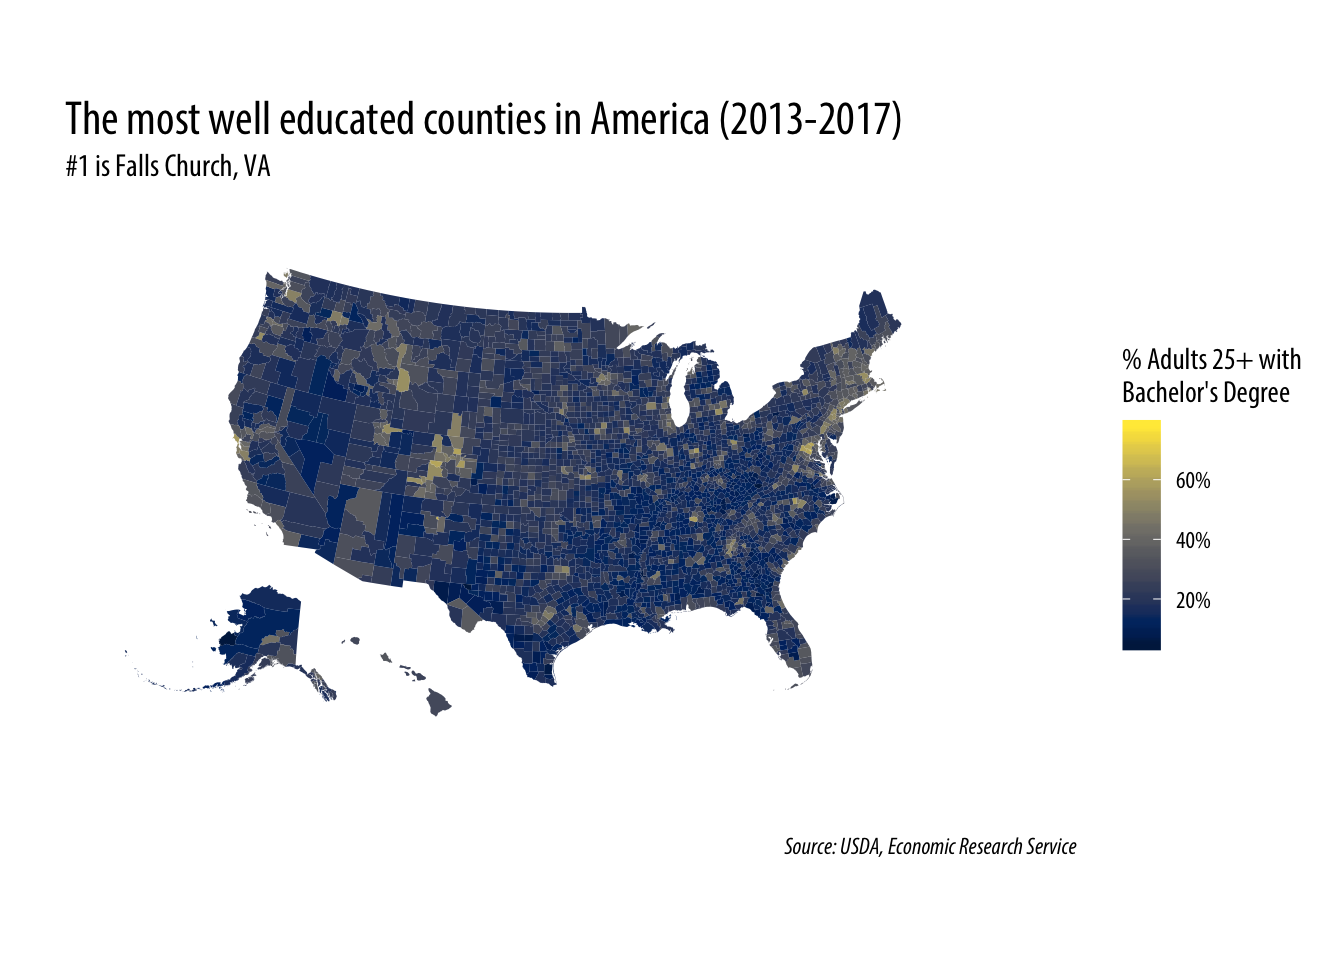 The most well educated counties in America (2013-2017)
#1 is Falls Church, VA
% Adults 25+ with
Bachelor's Degree
60%
40%
20%
Source: USDA, Economic Research Service